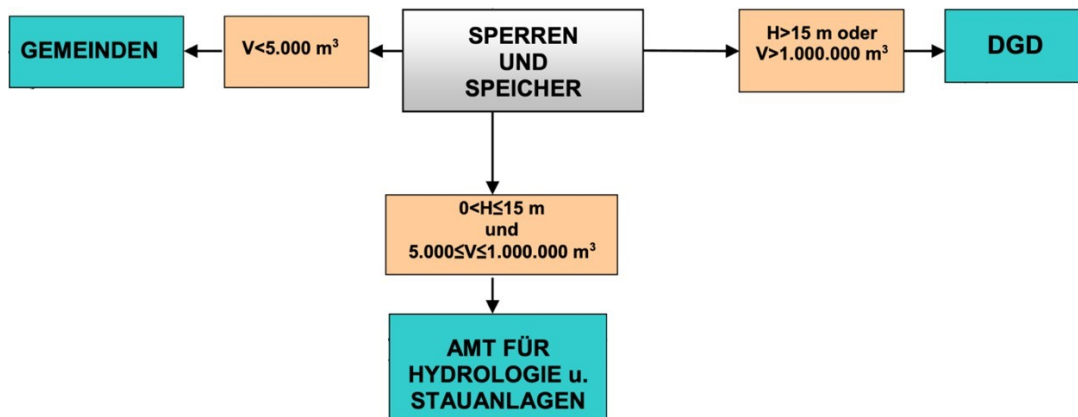 GEMEINDEN
V<5.000 m³
SPERREN
UND
SPEICHER
H>15 m oder
V>1.000.000 m³
DGD
0<H≤15 m
und
5.000≤V≤1.000.000 m³
AMT FÜR
HYDROLOGIE u.
STAUANLAGEN